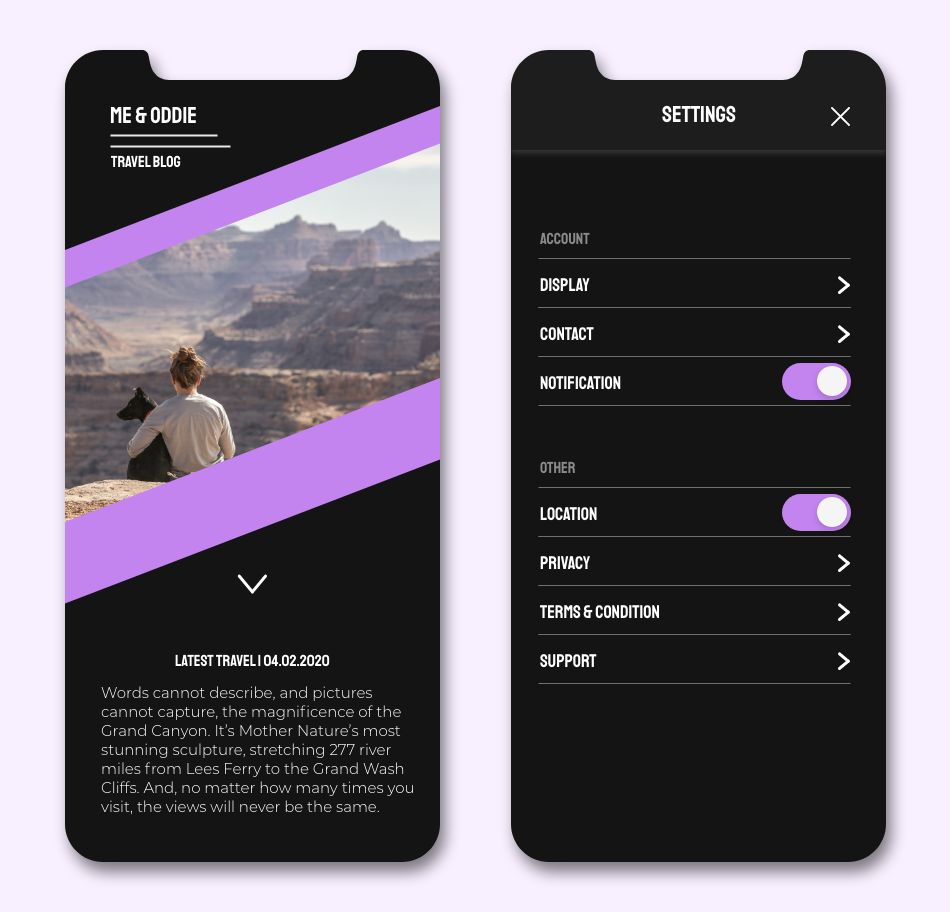 ME & ODDIE
TRAVEL BLOG
LATEST TRAVEL | 04.02.2020
Words cannot describe, and pictures
cannot capture, the magnificence of the
Grand Canyon. It’s Mother Nature’s most
stunning sculpture, stretching 277 river
miles from Lees Ferry to the Grand Wash
Cliffs. And, no matter how many times you
visit, the views will never be the same.
SETTINGS
ACCOUNT
DISPLAY
CONTACT
NOTIFICATION
OTHER
LOCATION
PRIVACY
TERMS & CONDITION
SUPPORT